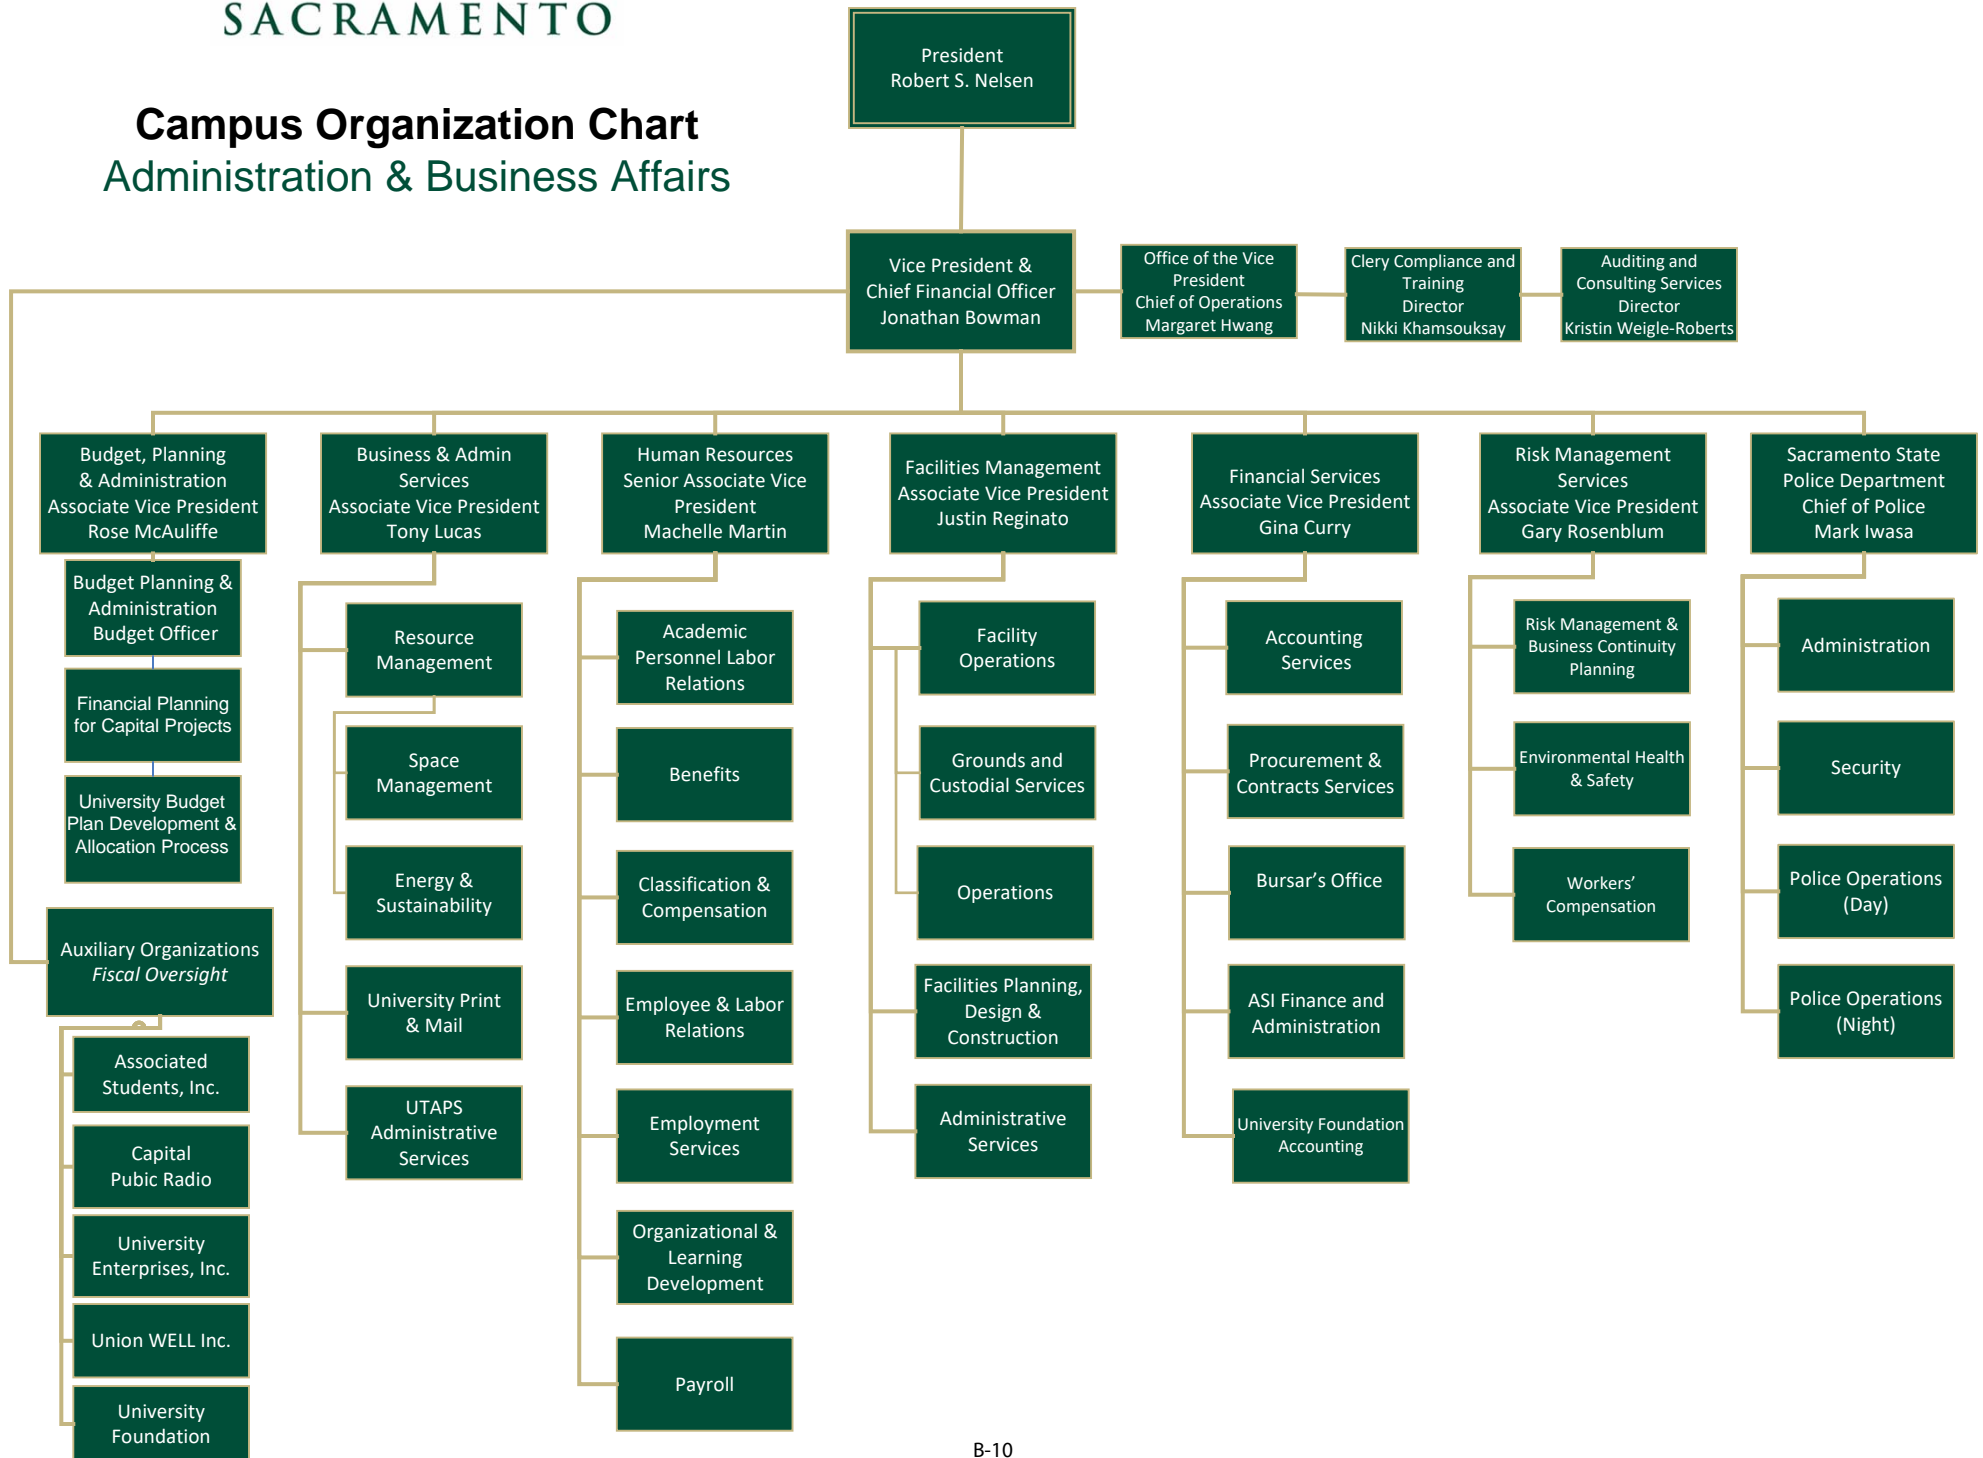 SACRAMENTO
Campus Organization Chart
Administration & Business Affairs
President
Robert S. Nelsen
Vice President &
Chief Financial Officer
Jonathan Bowman
Office of the Vice
President
Chief of Operations
Margaret Hwang
Clery Compliance and
Training
Director
Nikki Khamsouksay
Auditing and
Consulting Services
Director
Kristin Weigle-Roberts
Budget, Planning
& Administration
Associate Vice President
Rose McAuliffe
Budget Planning &
Administration
Budget Officer
Financial Planning
for Capital Projects
University Budget
Plan Development &
Allocation Process
Auxiliary Organizations
Fiscal Oversight
Associated
Students, Inc.
Capital
Pubic Radio
University
Enterprises, Inc.
Union WELL Inc.
University
Foundation
Business & Admin
Services
Associate Vice President
Tony Lucas
Resource
Management
Space
Management
Energy &
Sustainability
University Print
& Mail
UTAPS
Administrative
Services
Human Resources
Senior Associate Vice
President
Machelle Martin
Academic
Personnel Labor
Relations
Benefits
Classification &
Compensation
Employee & Labor
Relations
Employment
Services
Organizational &
Learning
Development
Payroll
Facilities Management
Associate Vice President
Justin Reginato
Facility
Operations
Grounds and
Custodial Services
Operations
Facilities Planning,
Design &
Construction
Administrative
Services
Financial Services
Associate Vice President
Gina Curry
Accounting
Services
Procurement &
Contracts Services
Bursar’s Office
ASI Finance and
Administration
University Foundation
Accounting
Risk Management
Services
Associate Vice President
Gary Rosenblum
Risk Management &
Business Continuity
Planning
Environmental Health
& Safety
Workers’
Compensation
Sacramento State
Police Department
Chief of Police
Mark Iwasa
Administration
Security
Police Operations
(Day)
Police Operations
(Night)
B-10